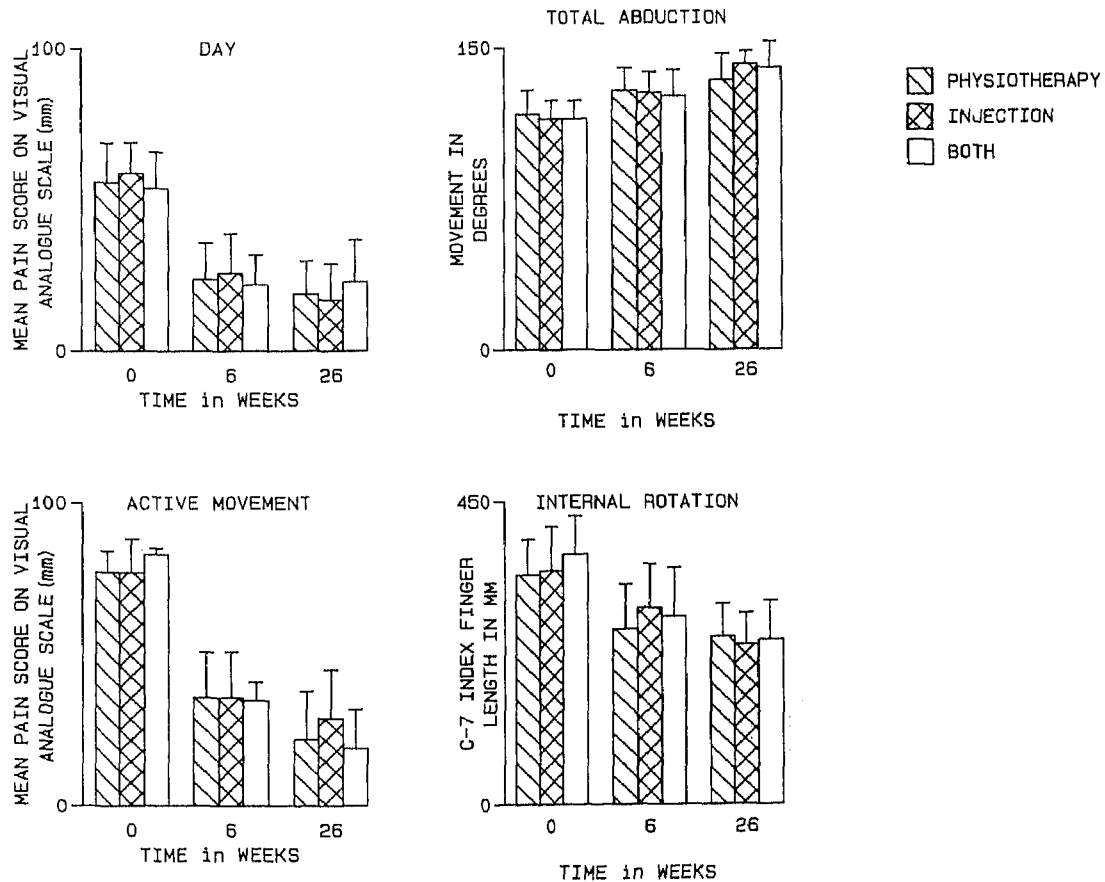 DAY
MEAN PAIN SCORE ON VISUAL
ANALOGUE SCALE (mm)
100
0
0 6 26
TIME in WEEKS
TOTAL ABDUCTION
MOVEMENT IN
DEGREES
150
0
0 6 26
TIME in WEEKS
PHYSIOTHERAPY
INJECTION
BOTH
ACTIVE MOVEMENT
MEAN PAIN SCORE ON VISUAL
ANALOGUE SCALE (mm)
100
0
0 6 26
TIME in WEEKS
INTERNAL ROTATION
C-7 INDEX FINGER
LENGTH IN MM
450
0
0 6 26
TIME in WEEKS